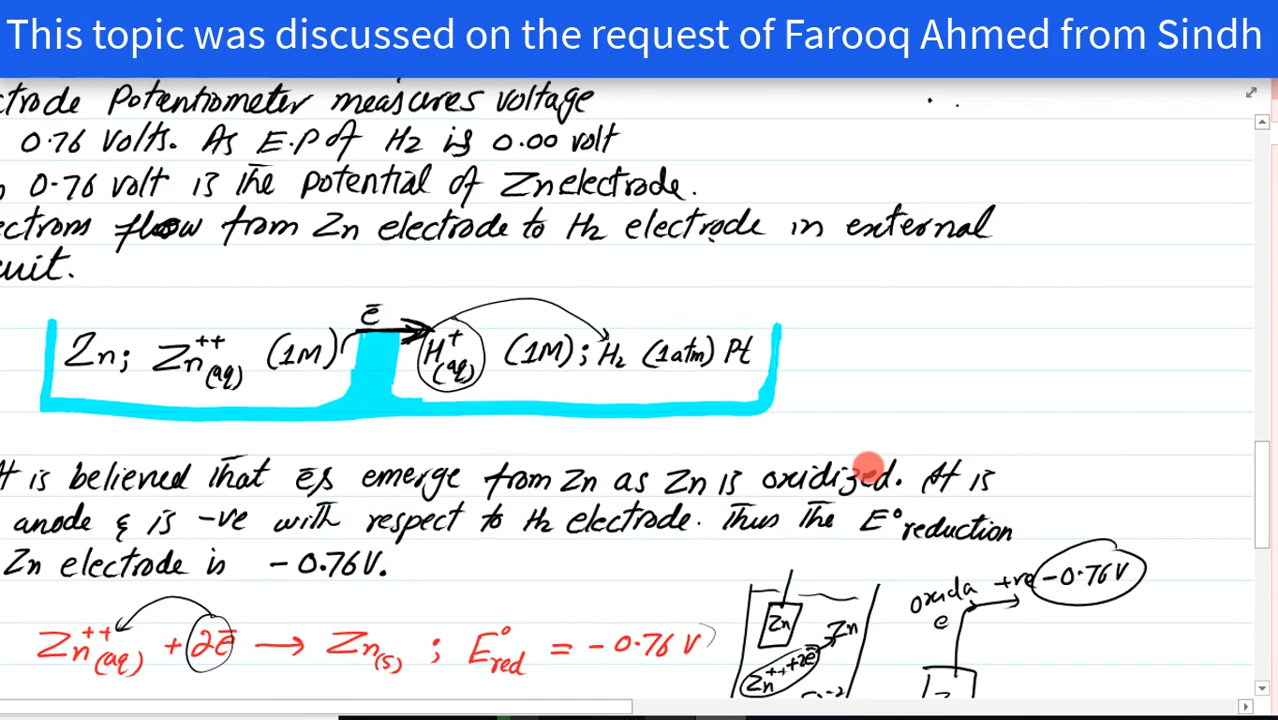 This topic was discussed on the request of Farooq Ahmed from Sindh
ctrode Potentiometer measures voltage
0.76 Volts. As E.P of H2 is 0.00 volt
o 0.76 volt is the potential of Zn electrode.
ectrons flow from Zn electrode to H2 electrode in external
cuit.
ē
Zn; Zn++(aq) (1M) H+(aq) (1M); H2 (1atm) Pt
It is believed that ēs emerge from Zn as Zn is oxidized. It is
anode & is -ve with respect to H2 electrode. Thus the E° reduction
Zn electrode is -0.76V.
oxida +ve -0.76 V
e
Zn++(aq) + 2ē → Zn(s) ; E°red = -0.76 V
Zn
Zn
Zn+++2ē